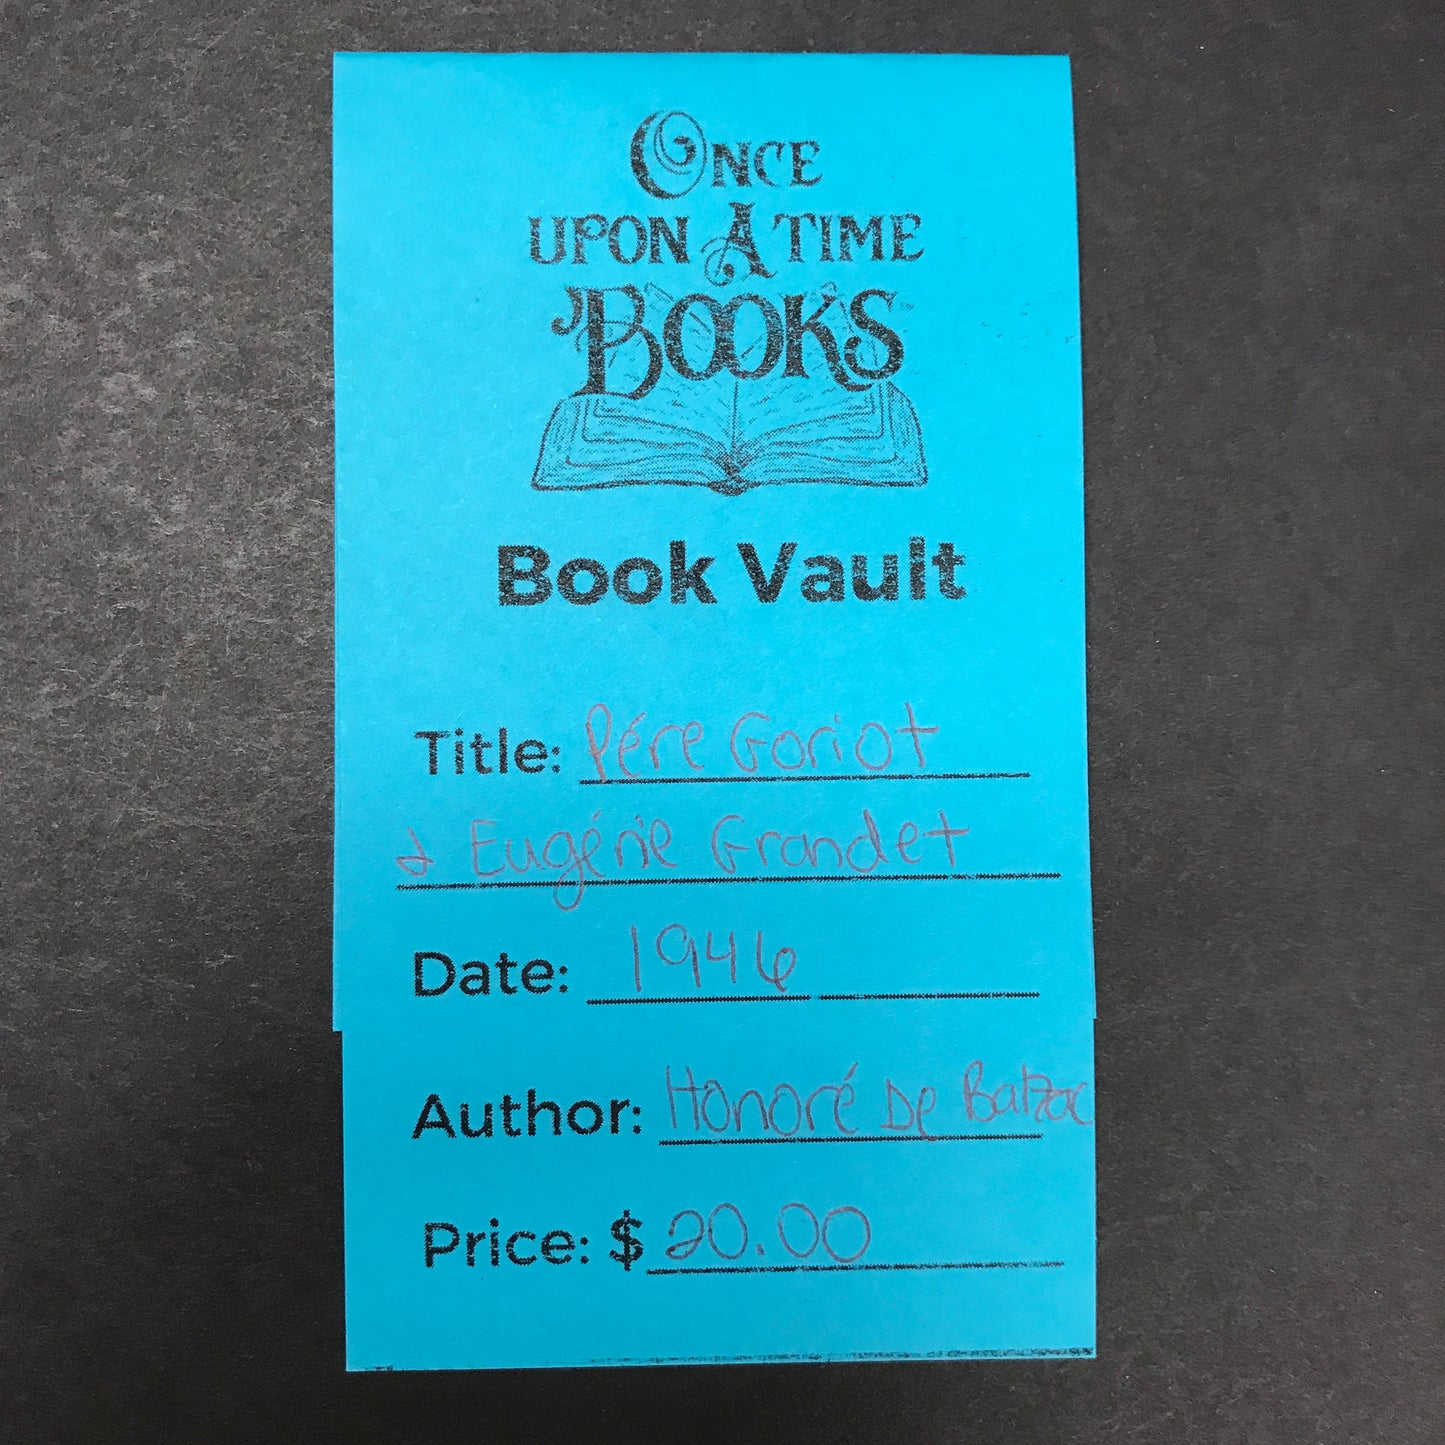 ONCE
UPON A TIME
BOOKS
Book Vault
Title: Pére Goriot
& Eugénie Grandet
Date: 1946
Author: Honoré De Balzac
Price: $20.00